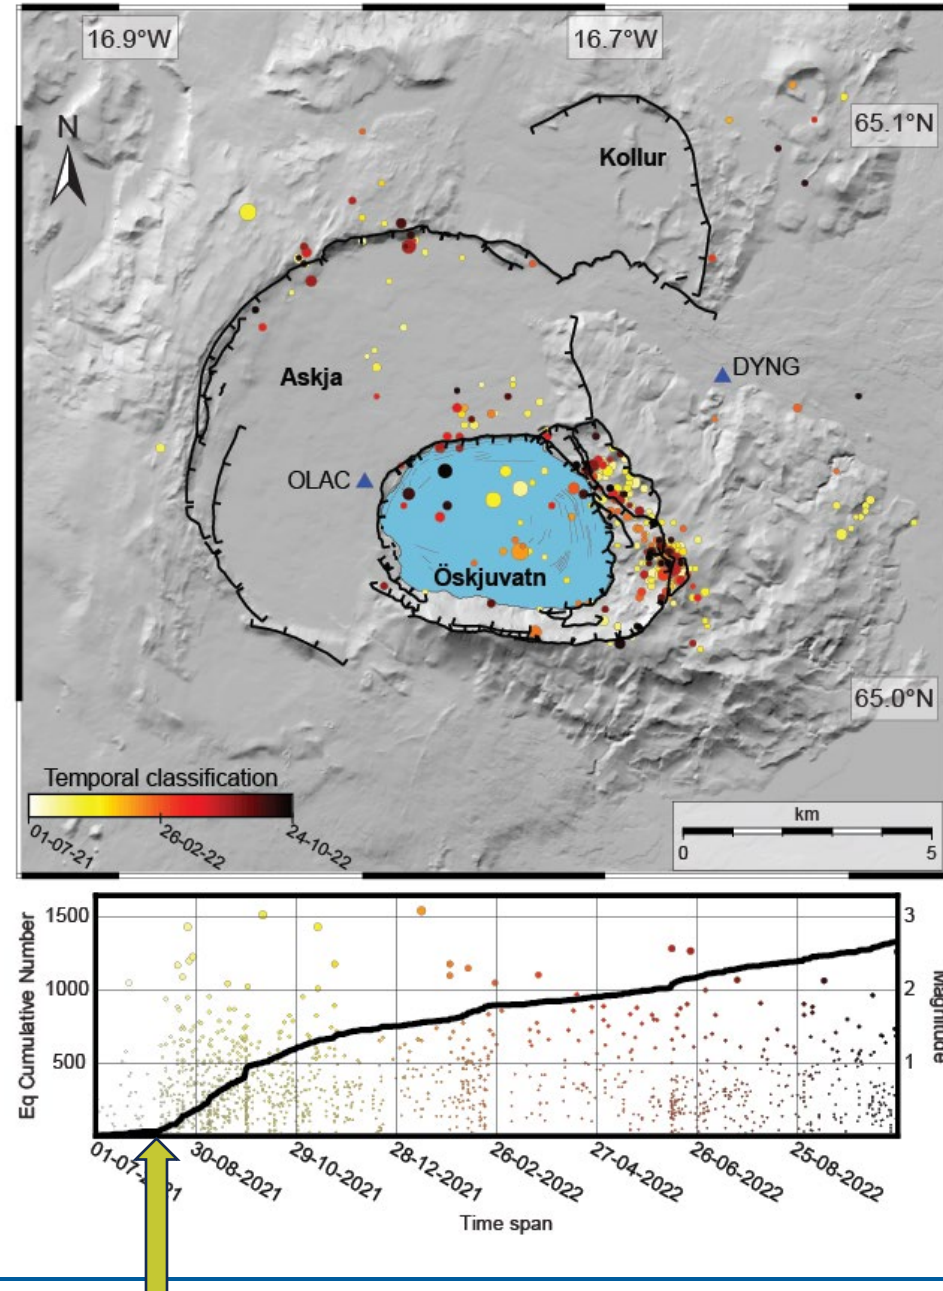 16.9°W
16.7°W
65.1°N
N
Kollur
Askja
DYNG
OLAC
Öskjuvatn
65.0°N
Temporal classification
01-07-21
26-02-22
24-10-22
km
0
5
Eq Cumulative Number
1500
1000
500
3
2
1
Magnitude
01-07-2021
30-08-2021
29-10-2021
28-12-2021
26-02-2022
27-04-2022
26-06-2022
25-08-2022
Time span